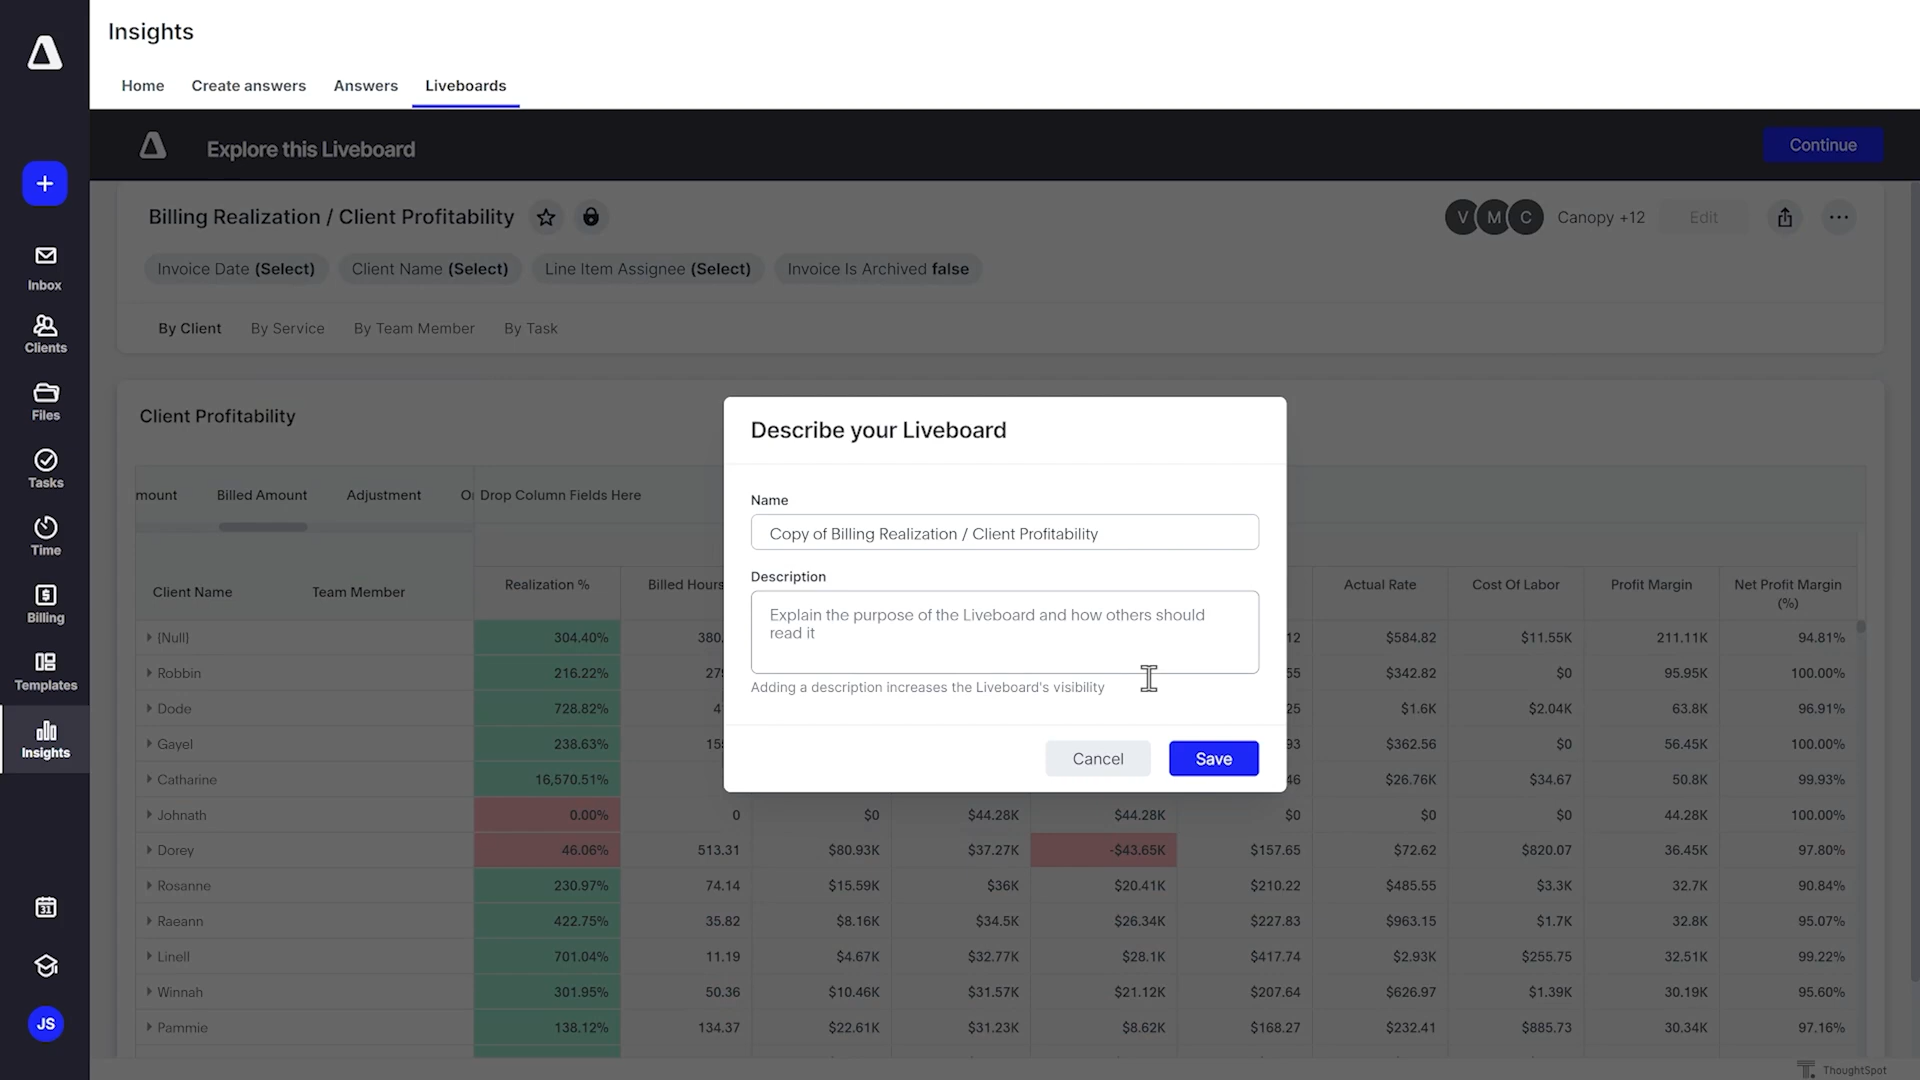 Insights
Home Create answers Answers Liveboards
Explore this Liveboard Continue
Billing Realization / Client Profitability V M C Canopy +12 Edit
Invoice Date (Select) Client Name (Select) Line Item Assignee (Select) Invoice Is Archived false
By Client By Service By Team Member By Task
Inbox
Clients
Files
Tasks
Time
Billing
Templates
Insights
31
JS
Client Profitability
mount Billed Amount Adjustment Drop Column Fields Here
Client Name Team Member Realization % Billed Hours Actual Rate Cost Of Labor Profit Margin Net Profit Margin
(%)
{Null} 304.40% 380. 12 $584.82 $11.55K 211.11K 94.81%
Robbin 216.22% 55 $342.82 $0 95.95K 100.00%
Dode 728.82% 25 $1.6K $2.04K 63.8K 96.91%
Gayel 238.63% 93 $362.56 $0 56.45K 100.00%
Catharine 16,570.51% 46 $26.76K $34.67 50.8K 99.93%
Johnath 0.00% 0 $0 $44.28K $44.28K $0 $0 $0 44.28K 100.00%
Dorey 46.06% 513.31 $80.93K $37.27K -$43.65K $157.65 $72.62 $820.07 36.45K 97.80%
Rosanne 230.97% 74.14 $15.59K $36K $20.41K $210.22 $485.55 $3.3K 32.7K 90.84%
Raeann 422.75% 35.82 $8.16K $34.5K $26.34K $227.83 $963.15 $1.7K 32.8K 95.07%
Linell 701.04% 11.19 $4.67K $32.77K $28.1K $417.74 $2.93K $255.75 32.51K 99.22%
Winnah 301.95% 50.36 $10.46K $31.57K $21.12K $207.64 $626.97 $1.39K 30.19K 95.60%
Pammie 138.12% 134.37 $22.61K $31.23K $8.62K $168.27 $232.41 $885.73 30.34K 97.16%
Describe your Liveboard
Name
Copy of Billing Realization / Client Profitability
Description
Explain the purpose of the Liveboard and how others should
read it
Adding a description increases the Liveboard's visibility
Cancel Save
ThoughtSpot